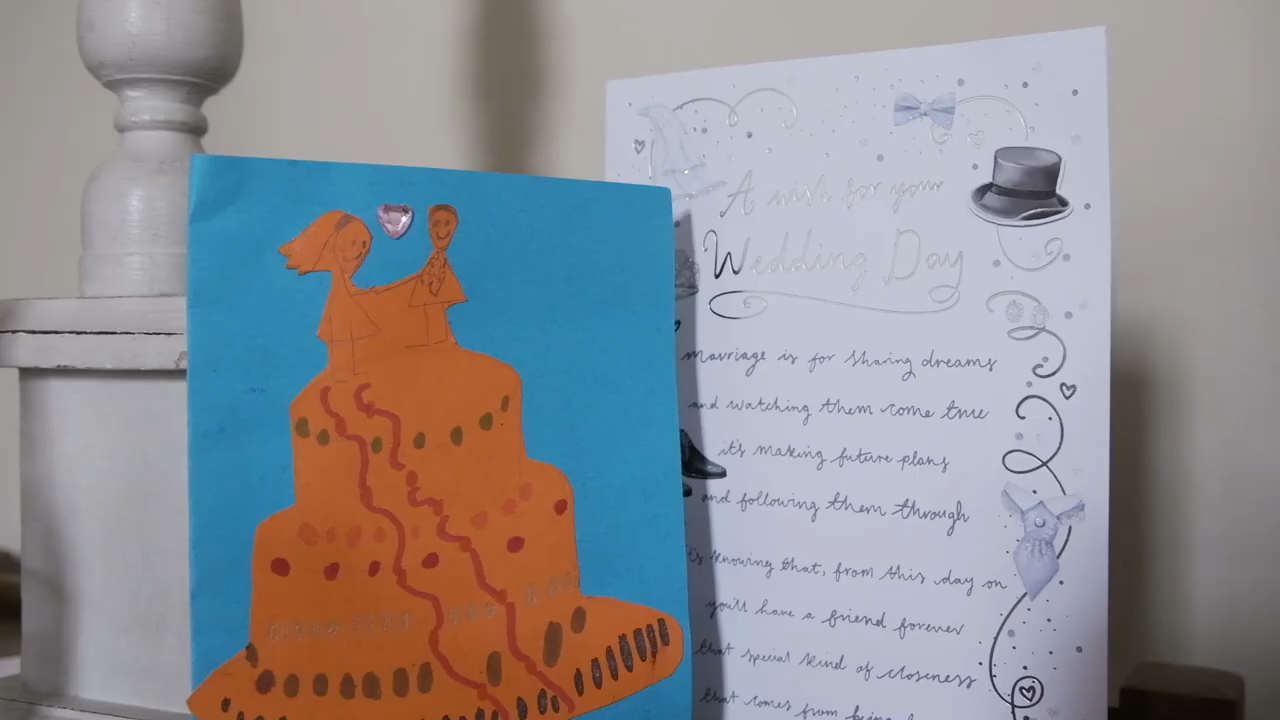 A wish for your
Wedding Day
marriage is for sharing dreams
and watching them come true
it's making future plans
and following them through
it's knowing that, from this day on
you'll have a friend forever
that special kind of closeness
that comes from being